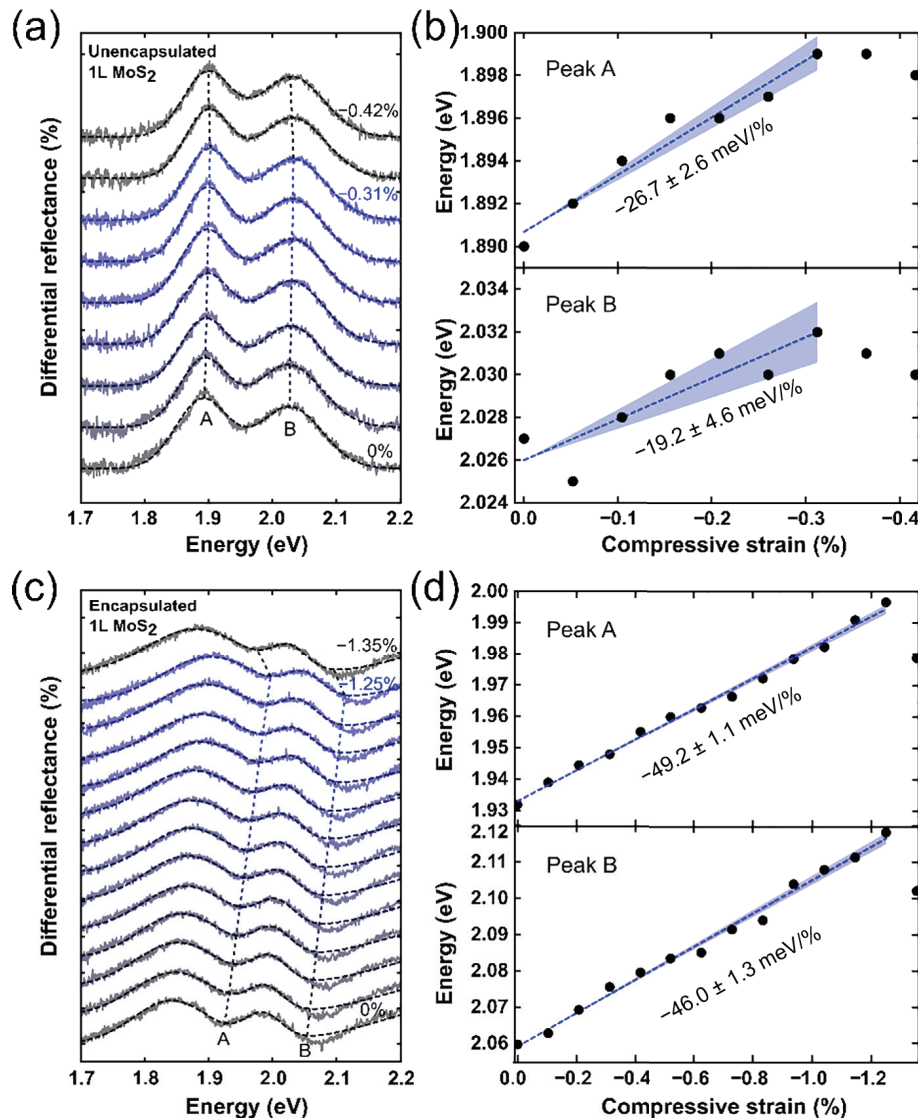 (a)
Unencapsulated
1L MoS2
−0.42%
−0.31%
0%
A
B
Differential reflectance (%)
1.7 1.8 1.9 2.0 2.1 2.2
Energy (eV)
(b)
Peak A
−26.7 ± 2.6 meV/%
1.900
1.898
1.896
1.894
1.892
1.890
Energy (eV)
Peak B
−19.2 ± 4.6 meV/%
2.034
2.032
2.030
2.028
2.026
2.024
Energy (eV)
0.0 −0.1 −0.2 −0.3 −0.4
Compressive strain (%)
(c)
Encapsulated
1L MoS2
−1.35%
−1.25%
0%
A
B
Differential reflectance (%)
1.7 1.8 1.9 2.0 2.1 2.2
Energy (eV)
(d)
Peak A
−49.2 ± 1.1 meV/%
2.00
1.99
1.98
1.96
1.95
1.94
1.93
Energy (eV)
Peak B
−46.0 ± 1.3 meV/%
2.12
2.11
2.10
2.09
2.08
2.07
2.06
Energy (eV)
0.0 −0.2 −0.4 −0.6 −0.8 −1.0 −1.2
Compressive strain (%)